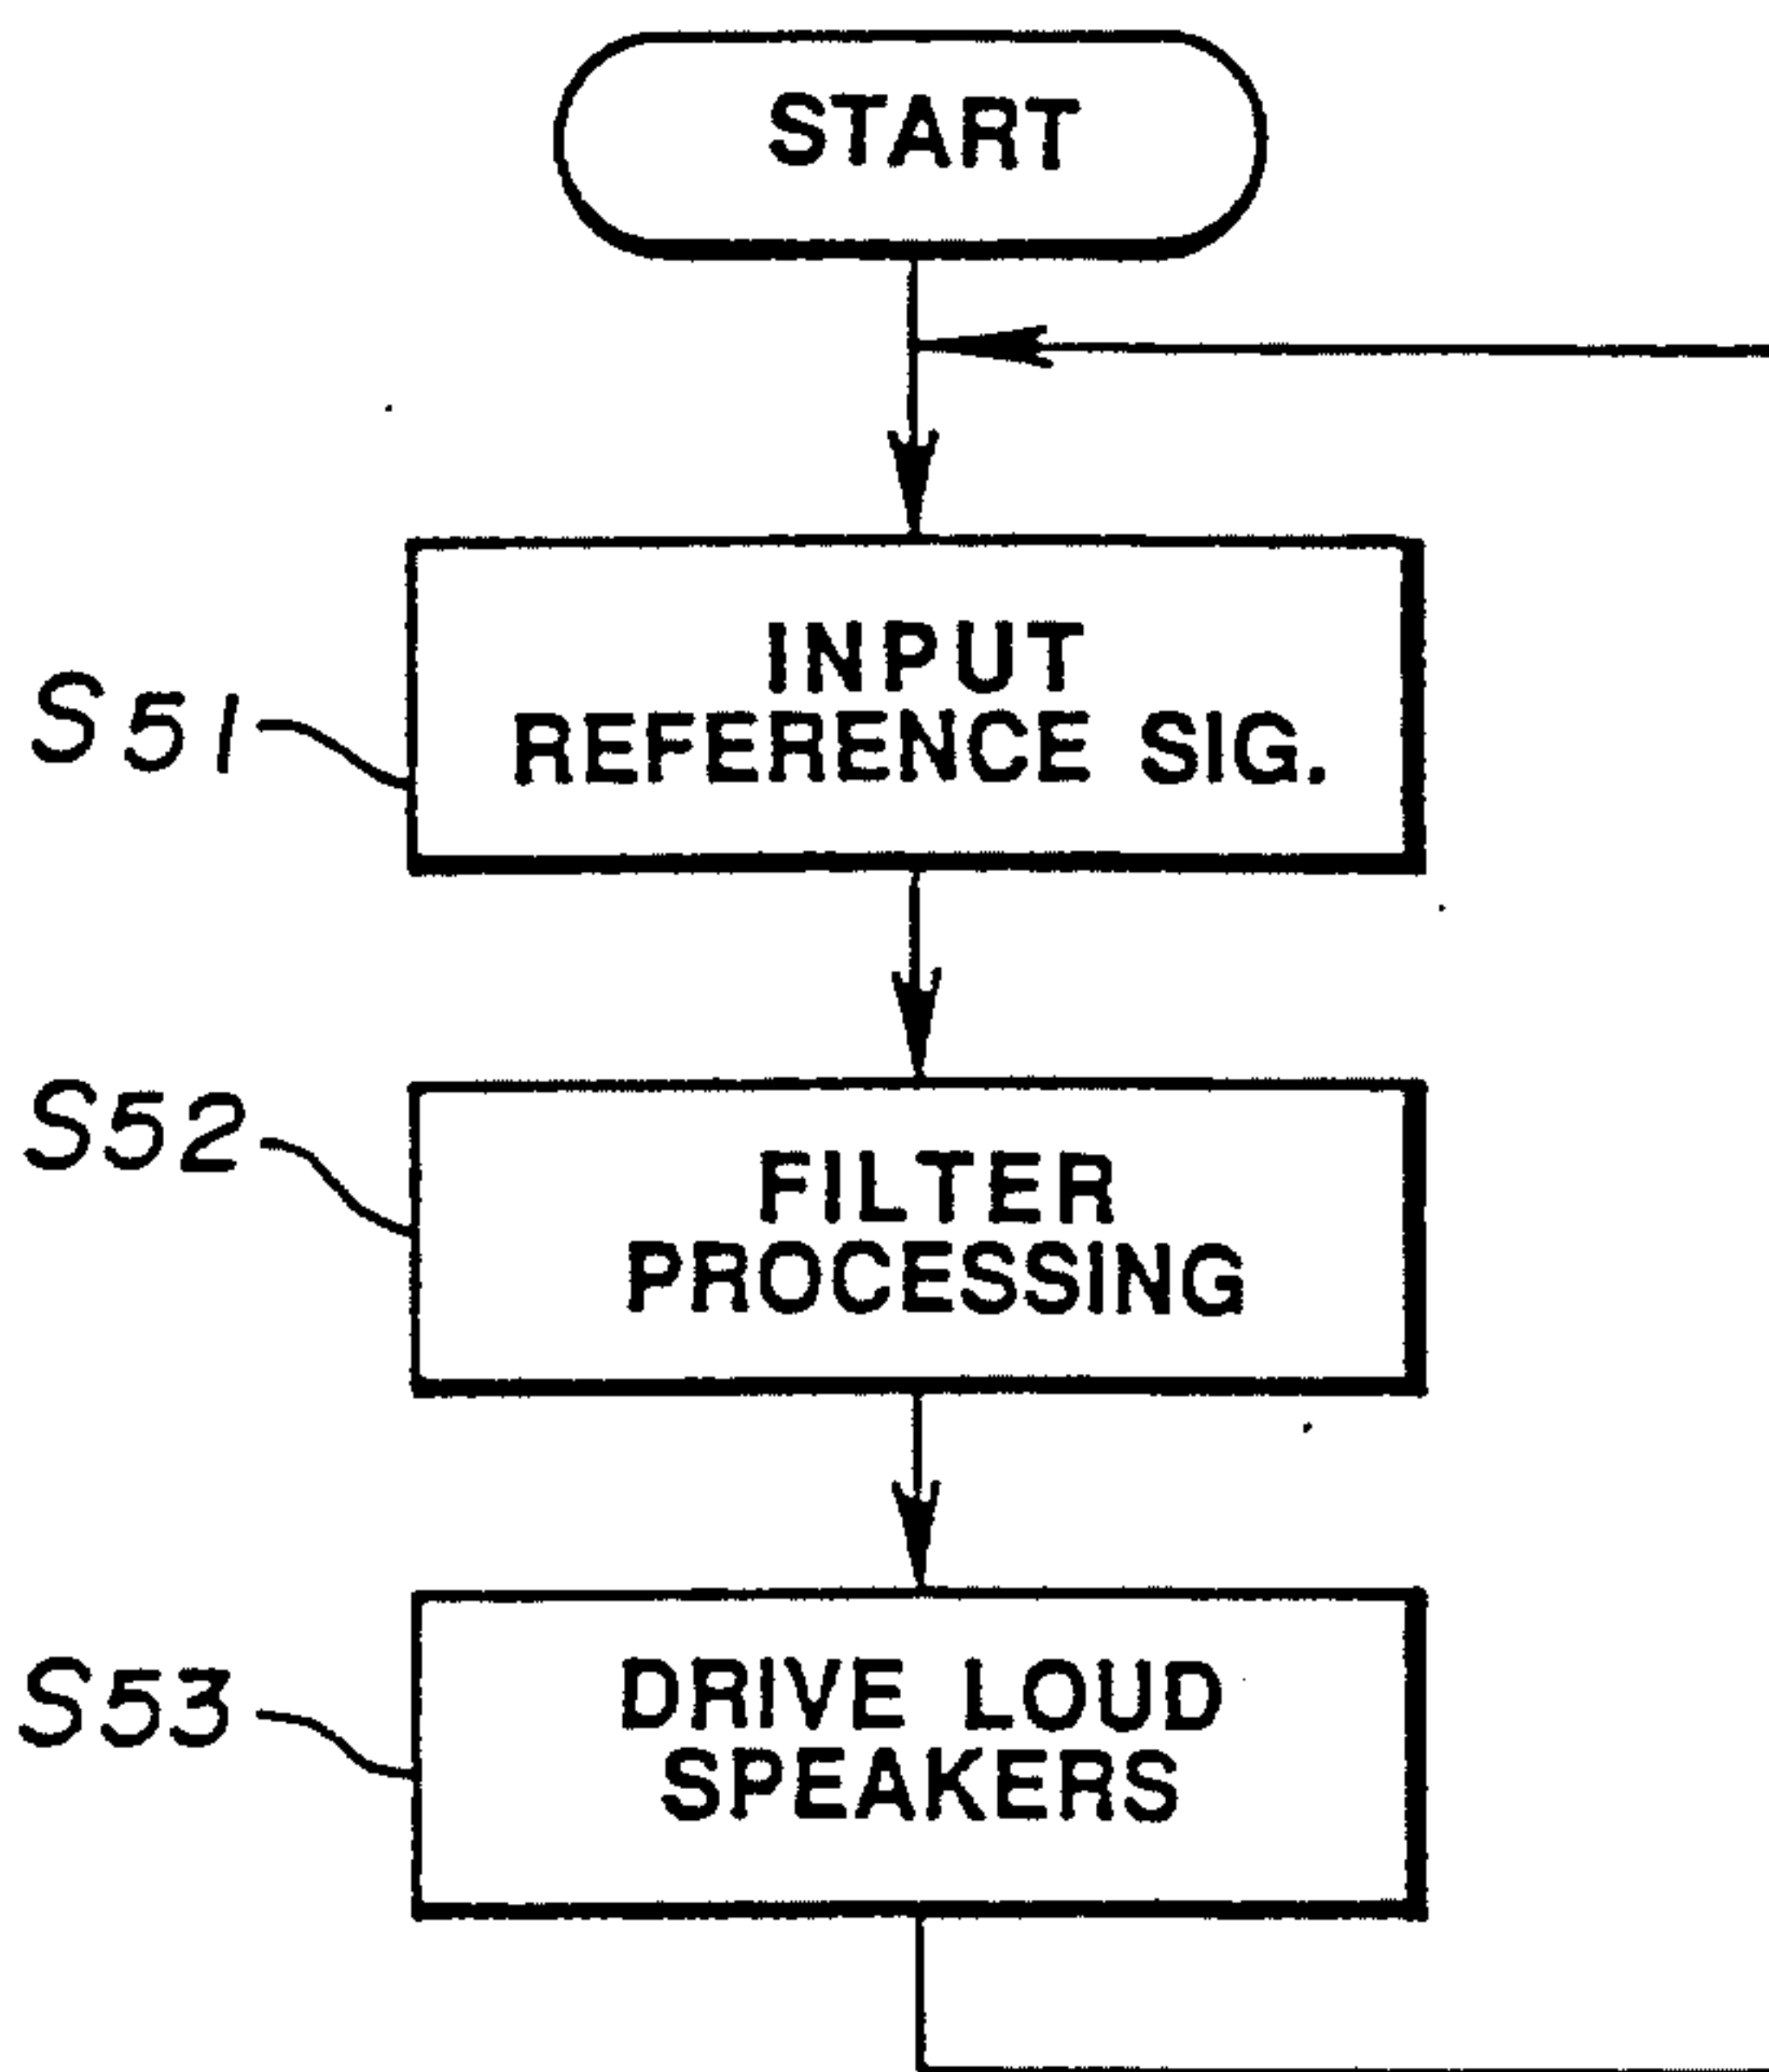 START
INPUT
REFERENCE SIG.
S51
FILTER
PROCESSING
S52
DRIVE LOUD
SPEAKERS
S53